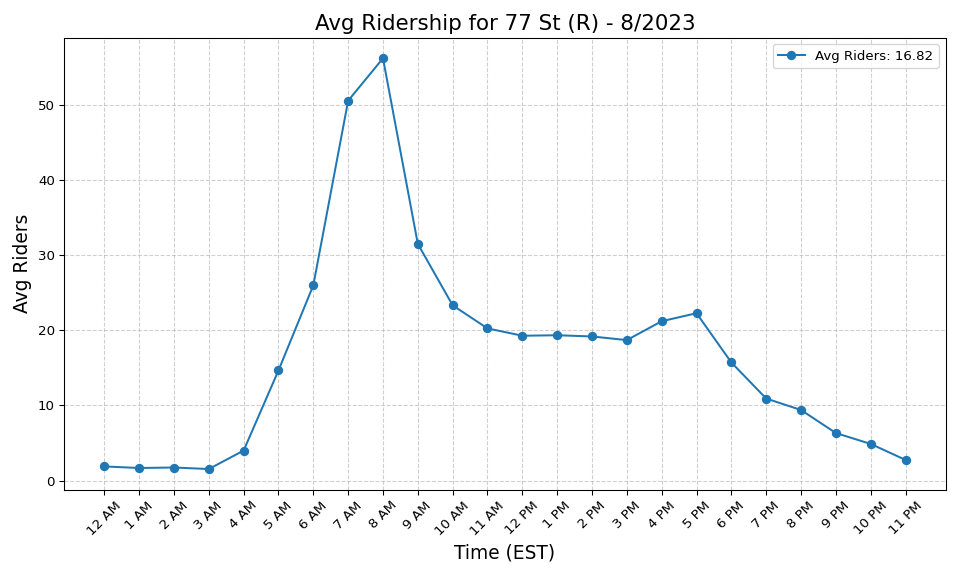 Avg Ridership for 77 St (R) - 8/2023
Avg Riders: 16.82
Avg Riders
50
40
30
20
10
0
12 AM
1 AM
2 AM
3 AM
4 AM
5 AM
6 AM
7 AM
8 AM
9 AM
10 AM
11 AM
12 PM
1 PM
2 PM
3 PM
4 PM
5 PM
6 PM
7 PM
8 PM
9 PM
10 PM
11 PM
Time (EST)